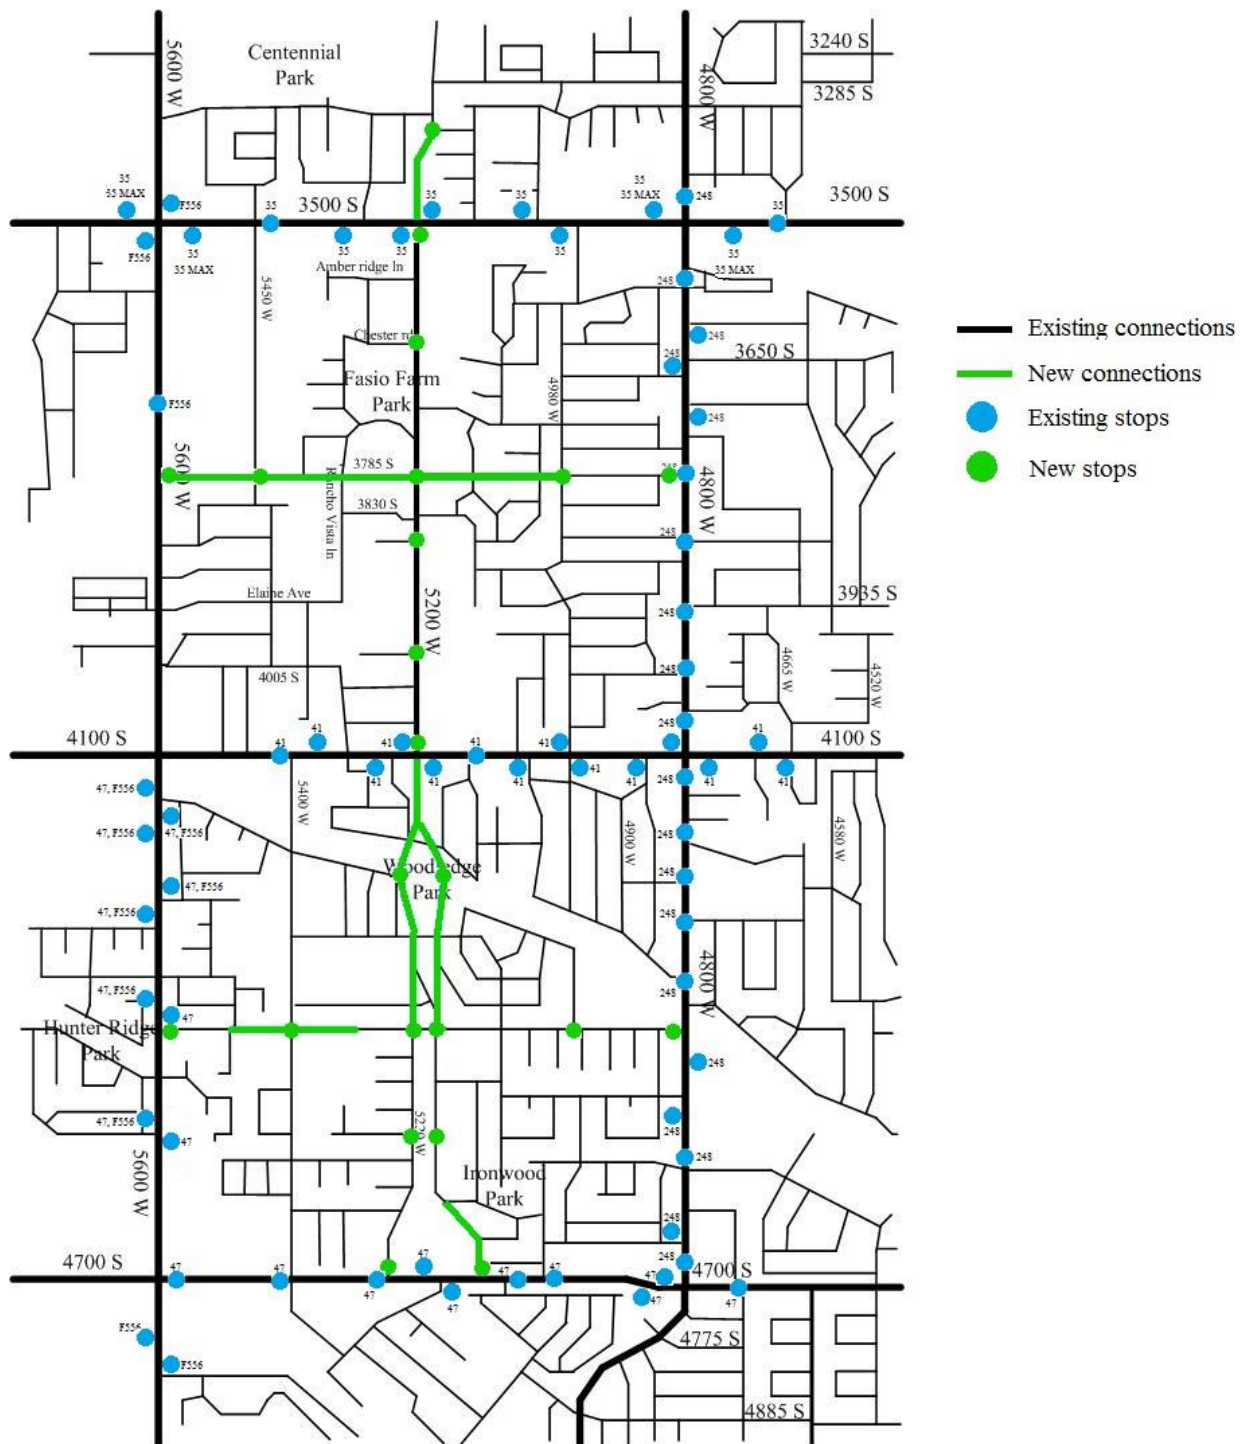 Centennial
Park
5600 W
4800 W
3240 S
3285 S
35
35 MAX
F556
35
3500 S
35
35
35 MAX
248
35
3500 S
F556
35
35 MAX
35
35
35
35
35 MAX
Amber ridge ln
5450 W
248
Existing connections
Chester rd
248
248
3650 S
New connections
Fasio Farm
Park
4980 W
F556
248
Existing stops
5600 W
3785 S
Rancho Vista ln
248
4800 W
New stops
3830 S
248
Elaine Ave
5200 W
248
3935 S
4005 S
248
4665 W
4520 W
4100 S
41
41
41
41
41
248
41
4100 S
41
41
41
41
41
248
41
41
47, F556
5400 W
47, F556
47, F556
4900 W
248
4580 W
Woodledge
Park
47, F556
248
47, F556
248
4800 W
47, F556
248
47
Hunter Ridge
Park
248
47, F556
5229 W
248
47
248
5600 W
Ironwood
Park
248
4700 S
47
47
47
47
47
47
248
4700 S
47
47
47
47
F556
4775 S
F556
4885 S